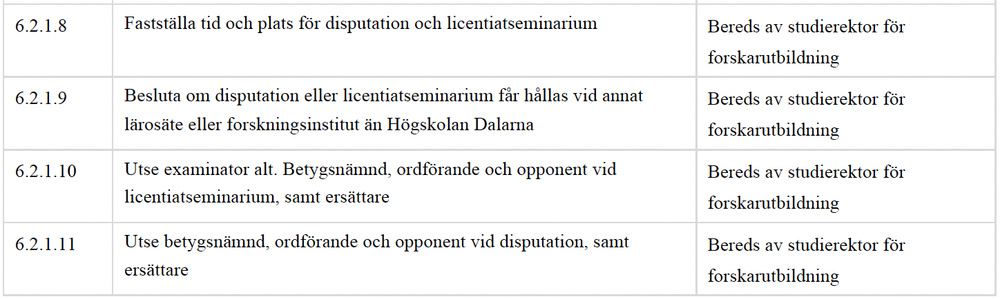 6.2.1.8
Fastställa tid och plats för disputation och licentiatseminarium
Bereds av studierektor för
forskarutbildning
6.2.1.9
Besluta om disputation eller licentiatseminarium får hållas vid annat
lärosäte eller forskningsinstitut än Högskolan Dalarna
Bereds av studierektor för
forskarutbildning
6.2.1.10
Utse examinator alt. Betygsnämnd, ordförande och opponent vid
licentiatseminarium, samt ersättare
Bereds av studierektor för
forskarutbildning
6.2.1.11
Utse betygsnämnd, ordförande och opponent vid disputation, samt
ersättare
Bereds av studierektor för
forskarutbildning